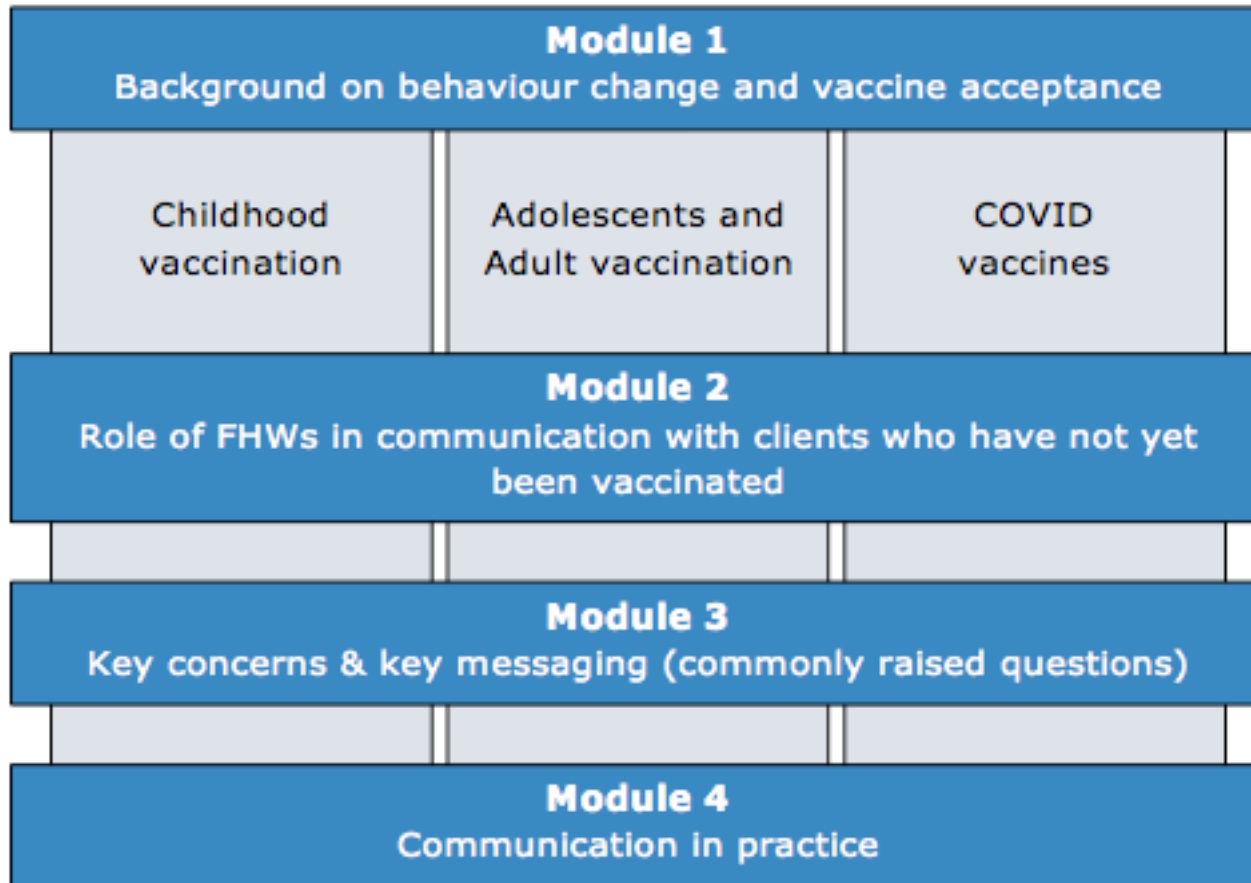 Module 1
Background on behaviour change and vaccine acceptance
Childhood
vaccination
Adolescents and
Adult vaccination
COVID
vaccines
Module 2
Role of FHWs in communication with clients who have not yet
been vaccinated
Module 3
Key concerns & key messaging (commonly raised questions)
Module 4
Communication in practice